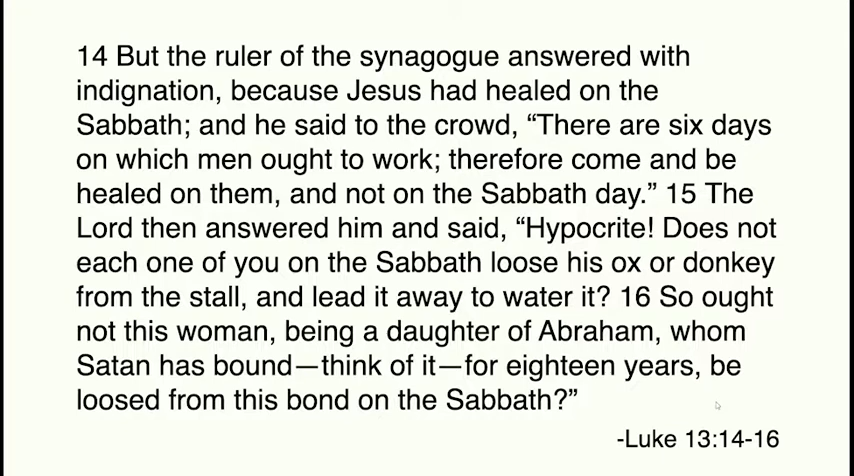 14 But the ruler of the synagogue answered with
indignation, because Jesus had healed on the
Sabbath; and he said to the crowd, “There are six days
on which men ought to work; therefore come and be
healed on them, and not on the Sabbath day.” 15 The
Lord then answered him and said, “Hypocrite! Does not
each one of you on the Sabbath loose his ox or donkey
from the stall, and lead it away to water it? 16 So ought
not this woman, being a daughter of Abraham, whom
Satan has bound—think of it—for eighteen years, be
loosed from this bond on the Sabbath?”
-Luke 13:14-16